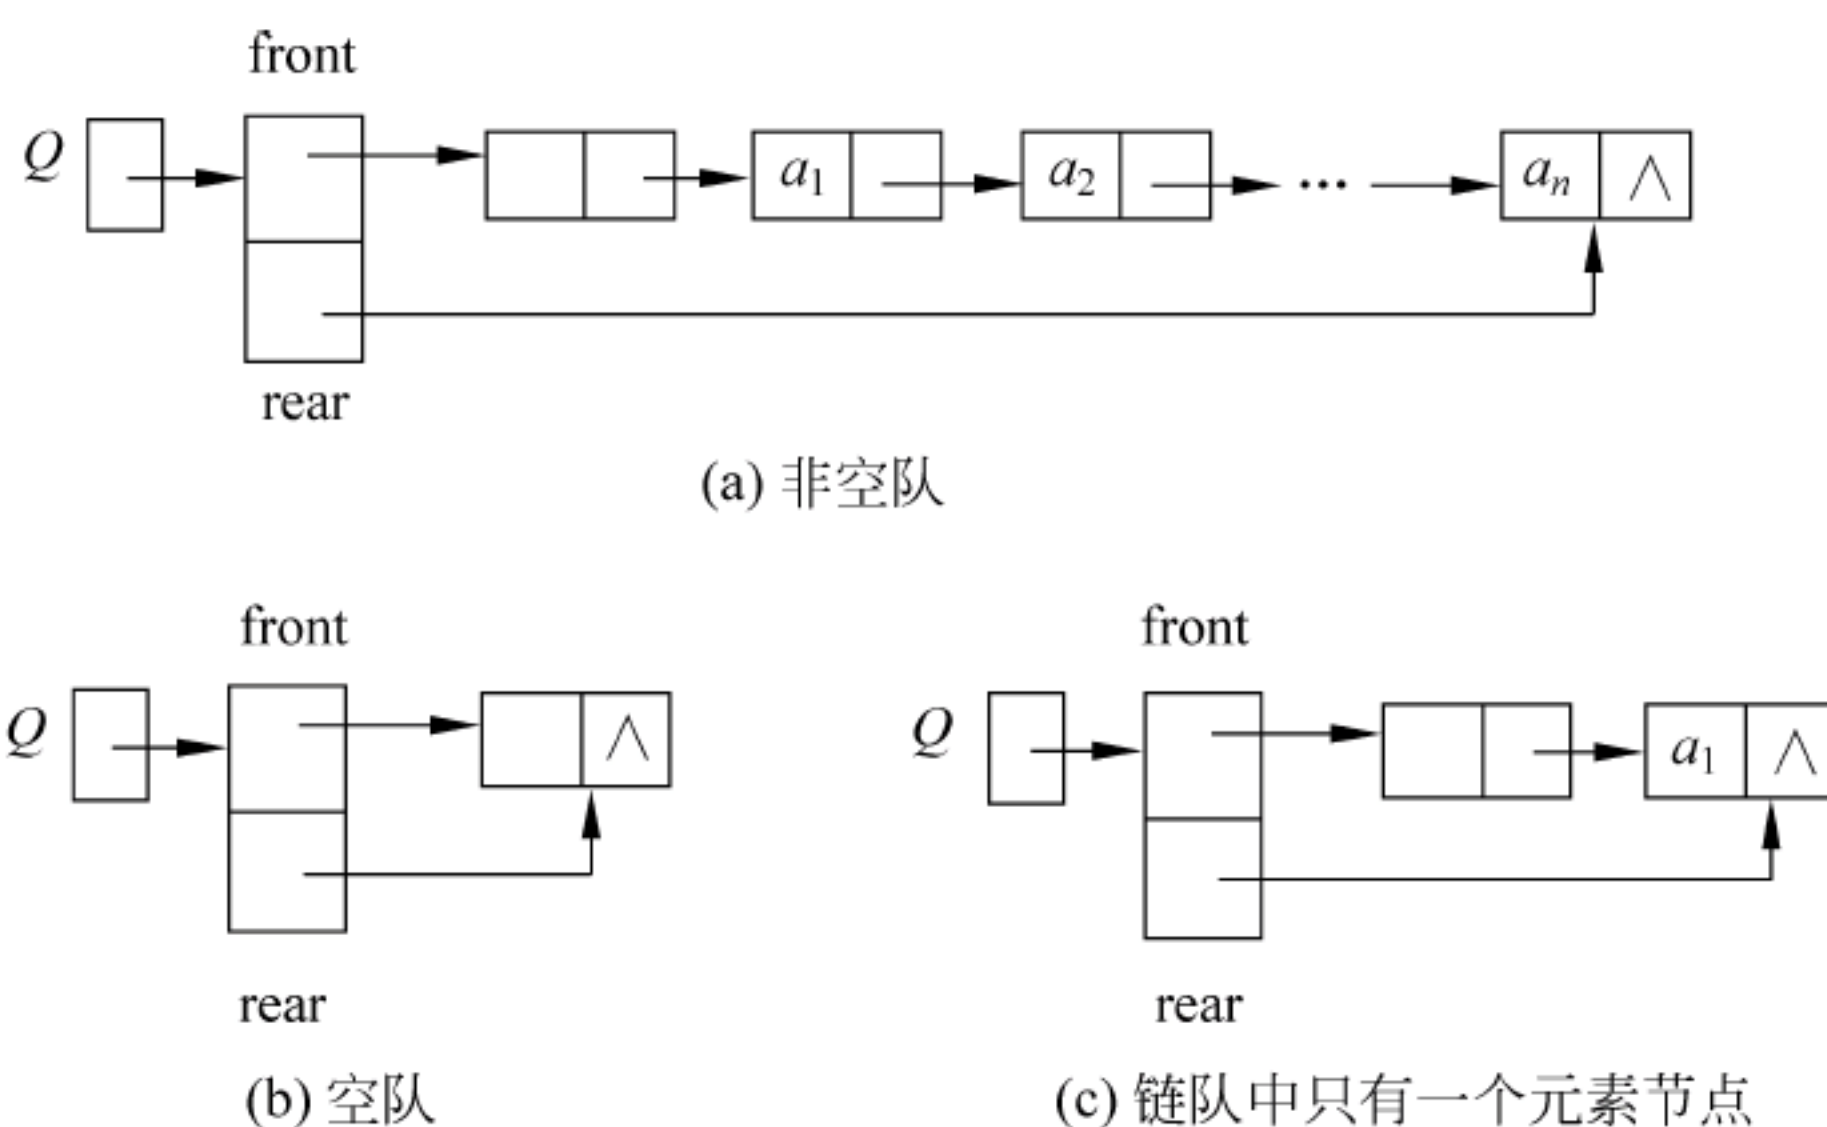 front
Q
a1 a2 ··· an ∧
rear
(a) 非空队
front front
Q ∧ Q a1 ∧
rear rear
(b) 空队 (c) 链队中只有一个元素节点